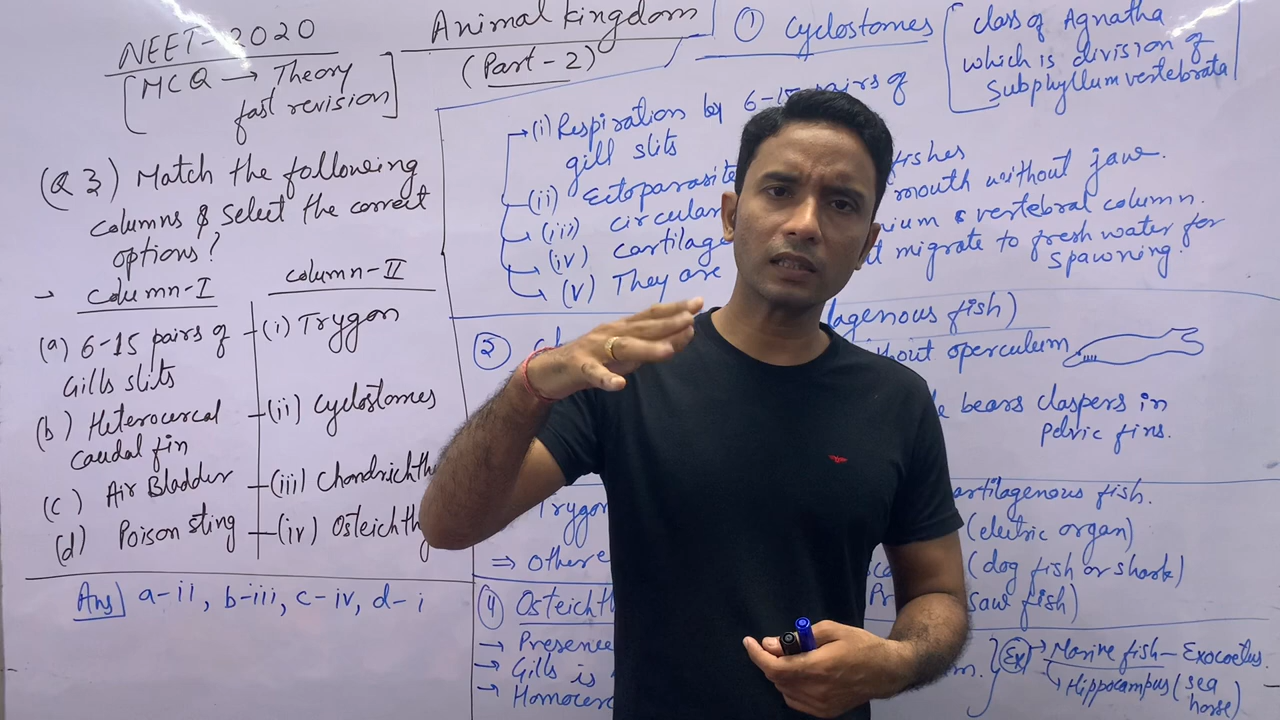 NEET-2020
[MCQ → Theory
fast revision]
Animal kingdom
(Part-2)
(Q 3) Match the following
columns & select the correct
options?
column-I
column-II
(a) 6-15 pairs of
Gills slits
(i) Trygon
(b) Heterocercal
caudal fin
(ii) cyclostomes
(c) Air Bladder
(iii) Chondrichth
(d) Poison sting
(iv) Osteichth
Ans] a-ii, b-iii, c-iv, d-i
① cyclostomes [class of Agnatha
which is division of
Subphyllum vertebrata]
(i) Respiration by 6-15 pairs of
gill slits
(ii) Ectoparasite fishes
(iii) circular mouth without jaw.
(iv) cartilage nium & vertebral column.
(v) They are migrate to fresh water for
spawning.
② lagenous fish)
without operculum
bears claspers in
pelvic fins.
Trygon cartilagenous fish.
(electric organ)
⇒ Other (dog fish or shark)
(saw fish)
④ Osteichth
→ Presence
→ Gills is
→ Homocer
Ex → Marine fish - Exocoetus.
↳ Hippocampus (sea
horse)